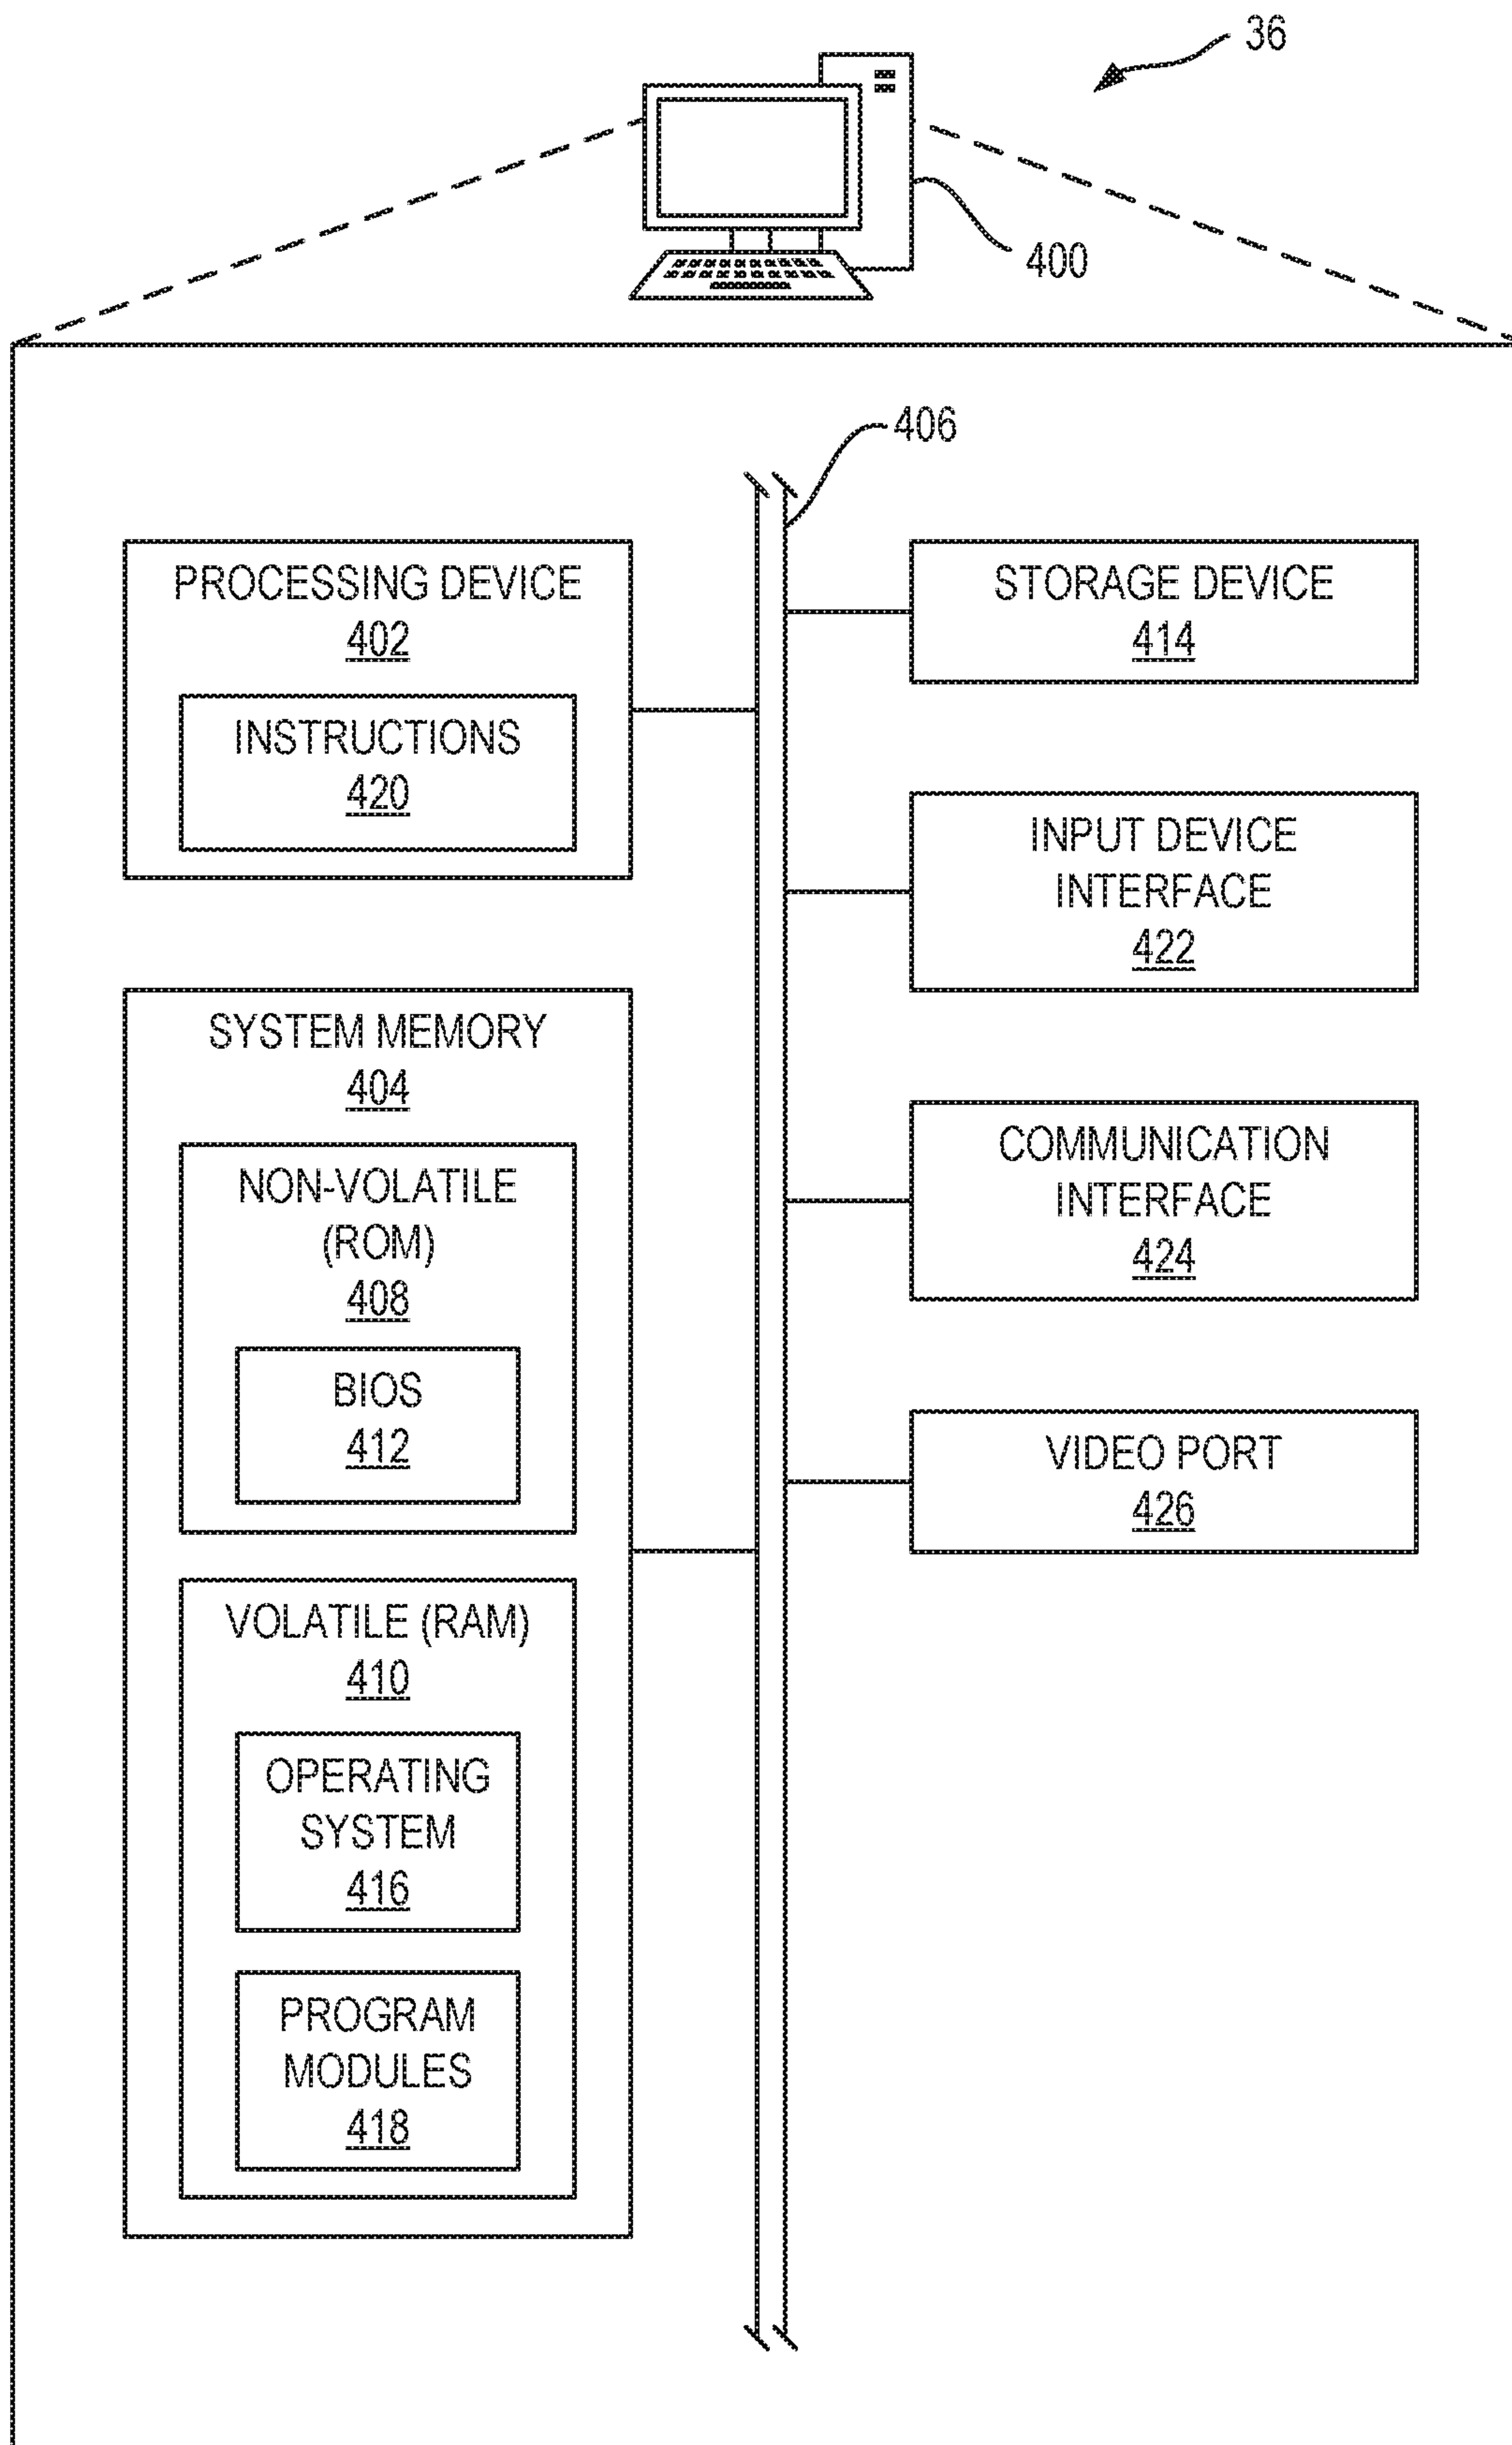 36
400
406
PROCESSING DEVICE
402
INSTRUCTIONS
420
SYSTEM MEMORY
404
NON-VOLATILE
(ROM)
408
BIOS
412
VOLATILE (RAM)
410
OPERATING
SYSTEM
416
PROGRAM
MODULES
418
STORAGE DEVICE
414
INPUT DEVICE
INTERFACE
422
COMMUNICATION
INTERFACE
424
VIDEO PORT
426